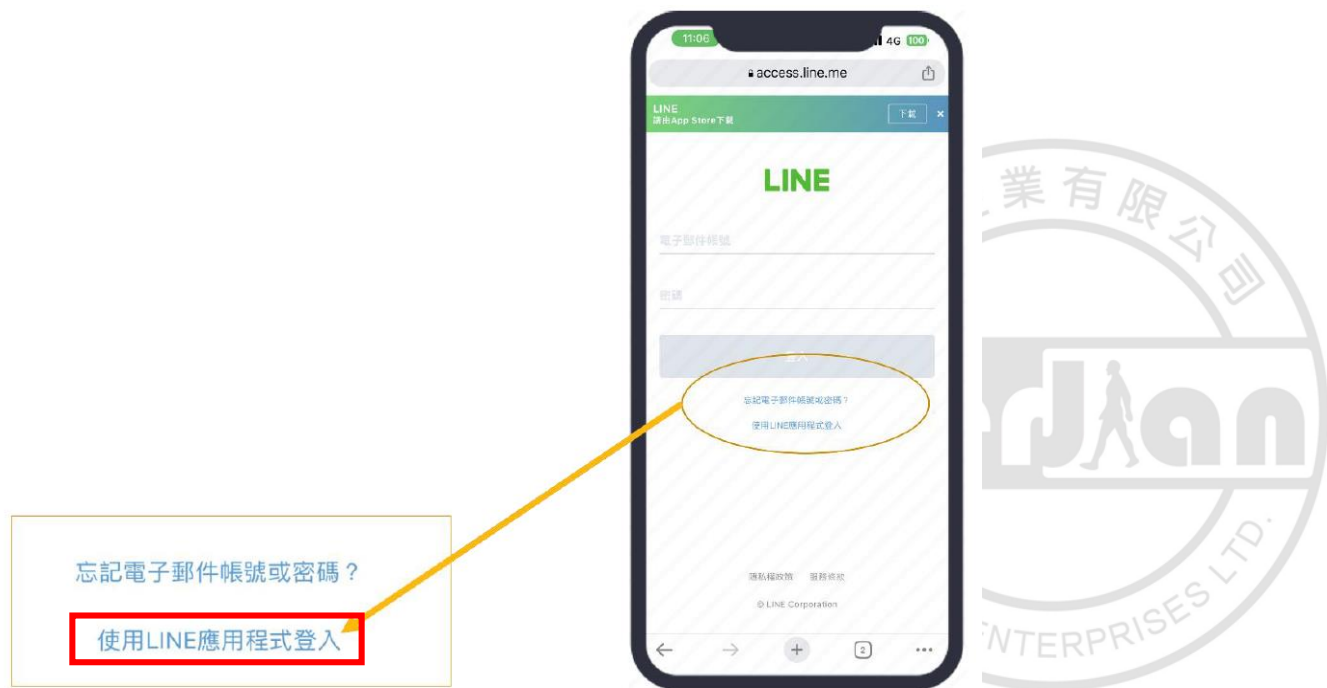 11:06
4G 100
access.line.me
LINE
請由App Store下載
下載 ×
LINE
電子郵件帳號
密碼
登入
忘記電子郵件帳號或密碼？
使用LINE應用程式登入
隱私權政策 服務條款
© LINE Corporation
2
忘記電子郵件帳號或密碼？
使用LINE應用程式登入
業有限公司
erJan
ENTERPRISES LTD.